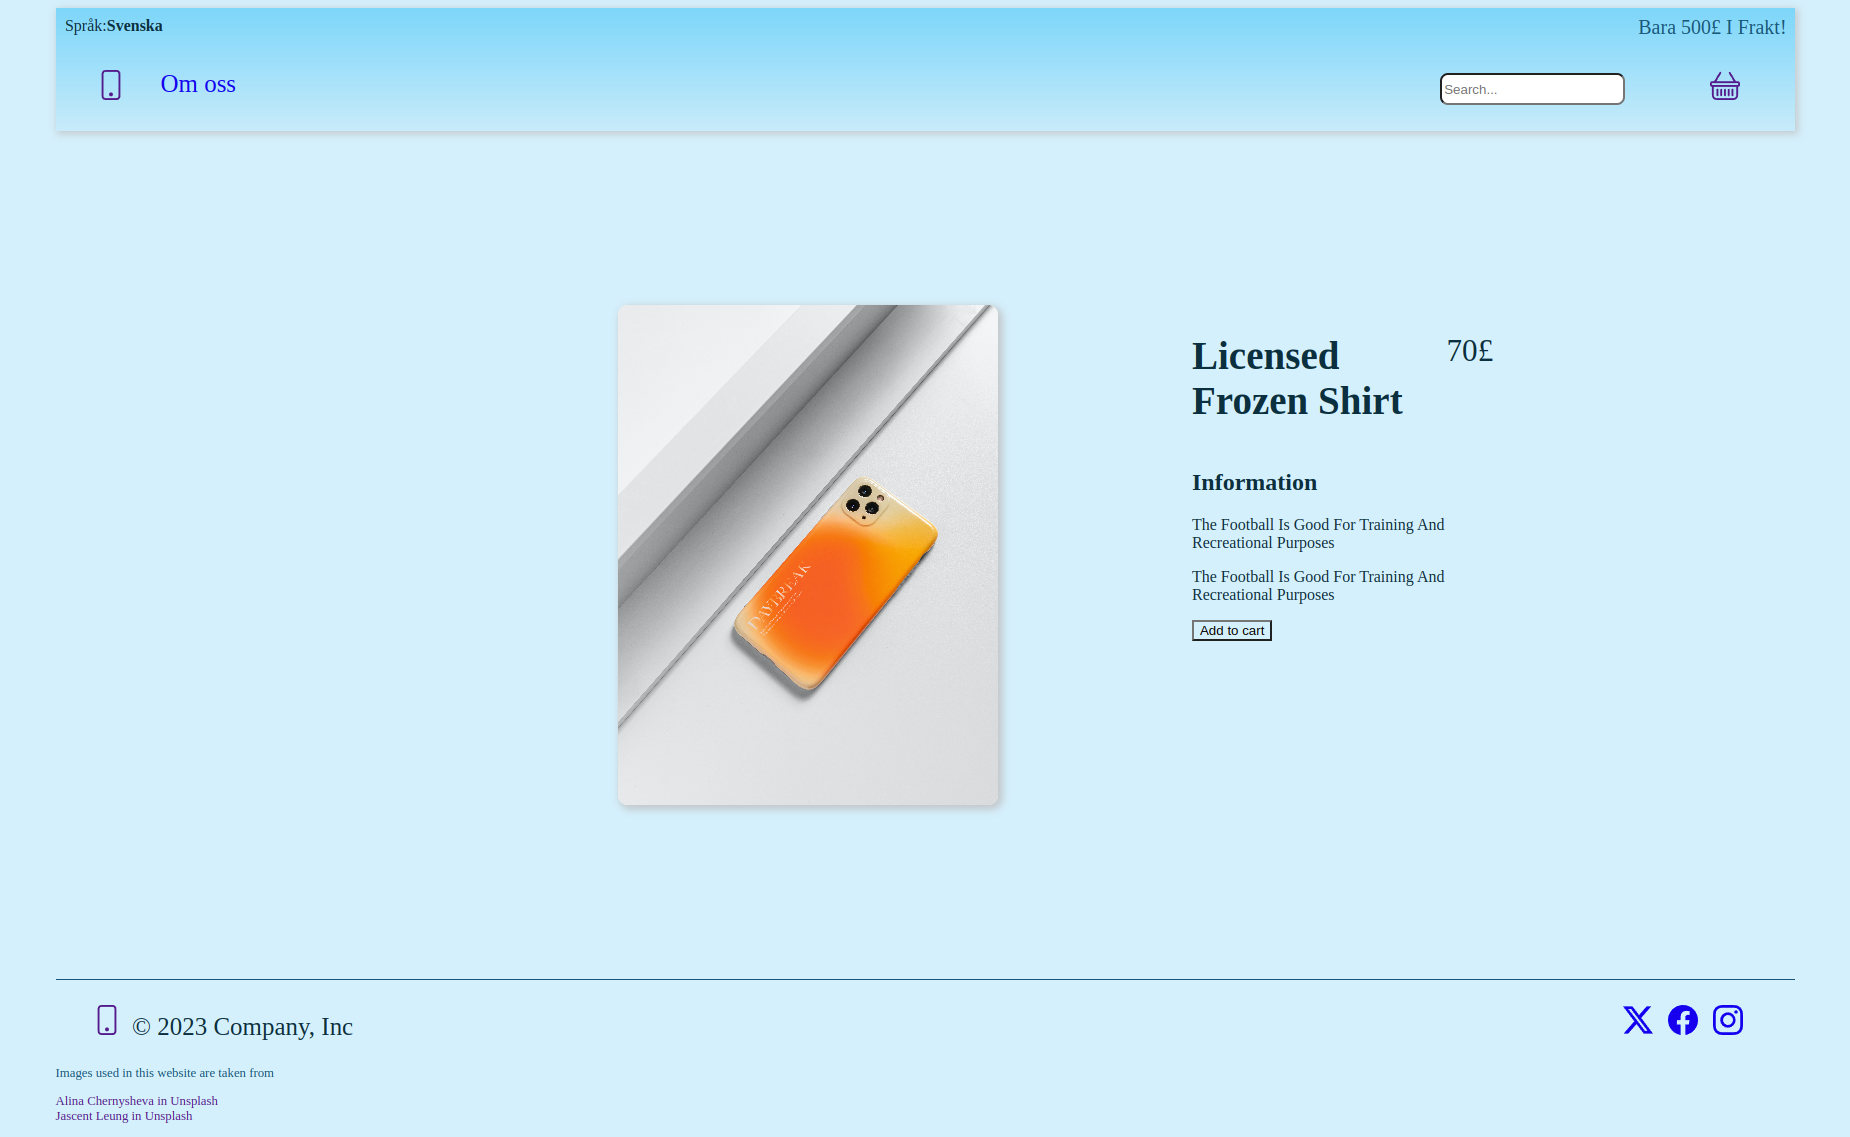 Språk:Svenska
Bara 500£ I Frakt!
Om oss
Search...
Licensed
Frozen Shirt
70£
Information
The Football Is Good For Training And
Recreational Purposes
The Football Is Good For Training And
Recreational Purposes
Add to cart
DAYBREAK
© 2023 Company, Inc
Images used in this website are taken from
Alina Chernysheva in Unsplash
Jascent Leung in Unsplash